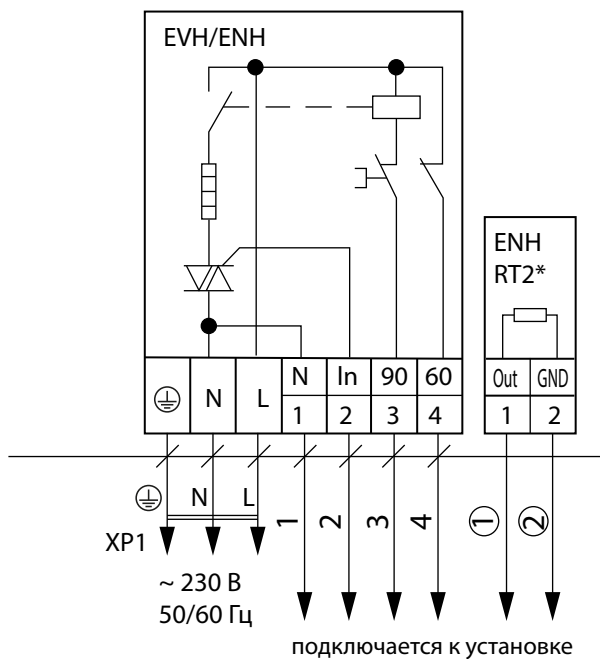 EVH/ENH
ENH
RT2*
N L N In 90 60
1 2 3 4
Out GND
1 2
N L
1 2 3 4 1 2
XP1
~ 230 В
50/60 Гц
подключается к установке